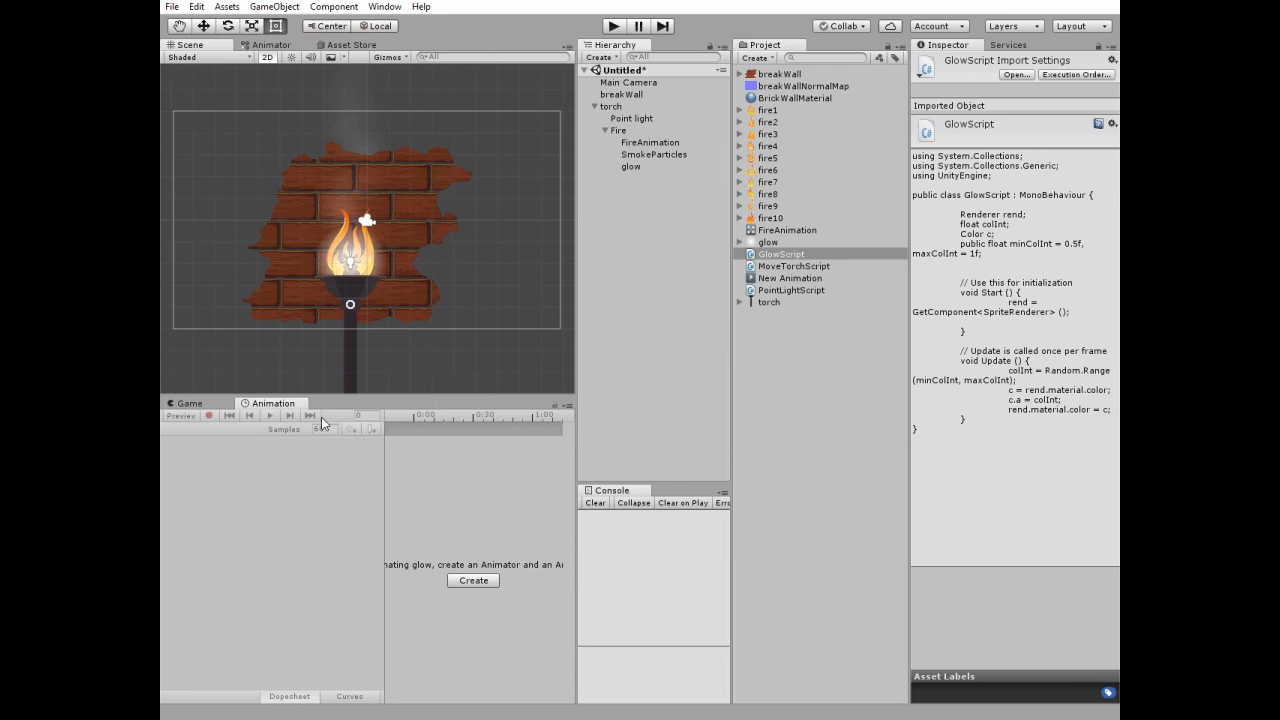 File Edit Assets GameObject Component Window Help
Center Local Collab Account Layers Layout
Scene Animator Asset Store
Shaded 2D Gizmos All
Hierarchy
Create All
Untitled*
Main Camera
breakWall
torch
Point light
Fire
FireAnimation
SmokeParticles
glow
Project
Create
breakWall
breakWallNormalMap
BrickWallMaterial
fire1
fire2
fire3
fire4
fire5
fire6
fire7
fire8
fire9
fire10
FireAnimation
glow
GlowScript
MoveTorchScript
New Animation
PointLightScript
torch
Inspector Services
GlowScript Import Settings
Open... Execution Order...
Imported Object
GlowScript
using System.Collections;
using System.Collections.Generic;
using UnityEngine;
public class GlowScript : MonoBehaviour {
Renderer rend;
float colInt;
Color c;
public float minColInt = 0.5f,
maxColInt = 1f;
// Use this for initialization
void Start () {
rend =
GetComponent<SpriteRenderer> ();
}
// Update is called once per frame
void Update () {
colInt = Random.Range
(minColInt, maxColInt);
c = rend.material.color;
c.a = colInt;
rend.material.color = c;
}
}
Asset Labels
Game Animation
Preview 0 0:00 0:30 1:00
Samples
nating glow, create an Animator and an A
Create
Dopesheet Curves
Console
Clear Collapse Clear on Play Erro